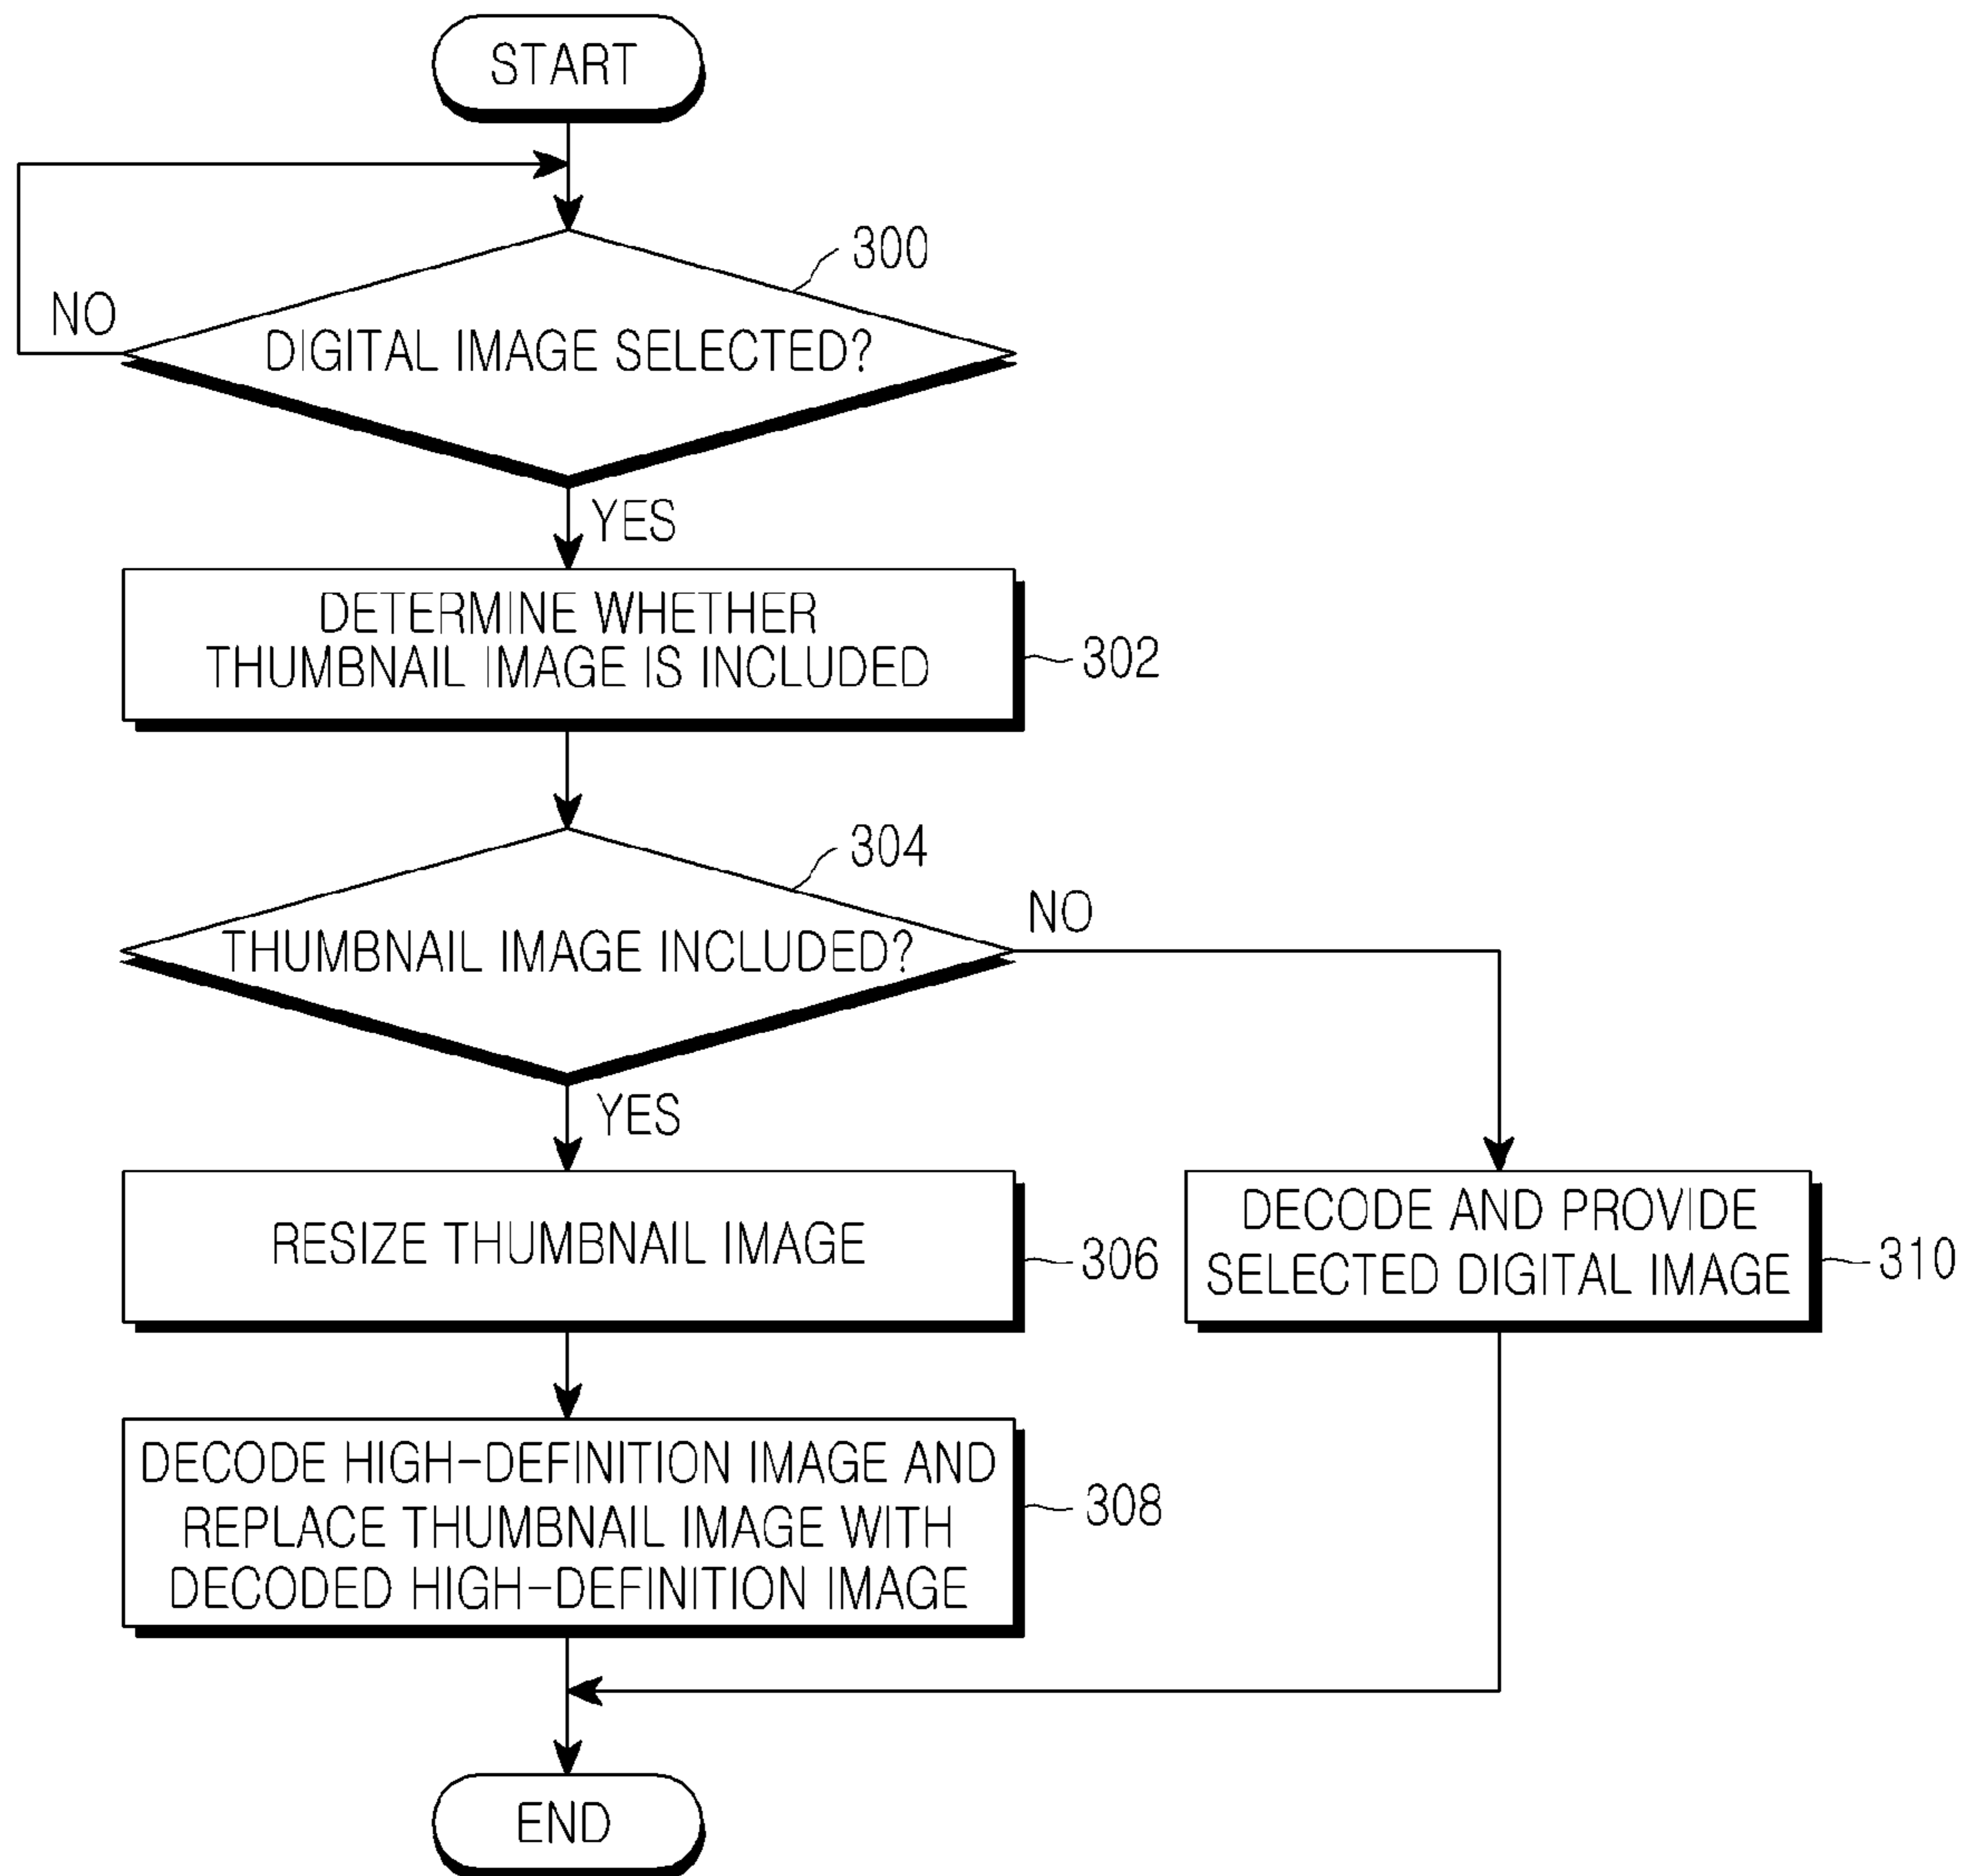 START
300
NO
DIGITAL IMAGE SELECTED?
YES
DETERMINE WHETHER
THUMBNAIL IMAGE IS INCLUDED
302
304
NO
THUMBNAIL IMAGE INCLUDED?
YES
RESIZE THUMBNAIL IMAGE
306
DECODE AND PROVIDE
SELECTED DIGITAL IMAGE
310
DECODE HIGH-DEFINITION IMAGE AND
REPLACE THUMBNAIL IMAGE WITH
DECODED HIGH-DEFINITION IMAGE
308
END